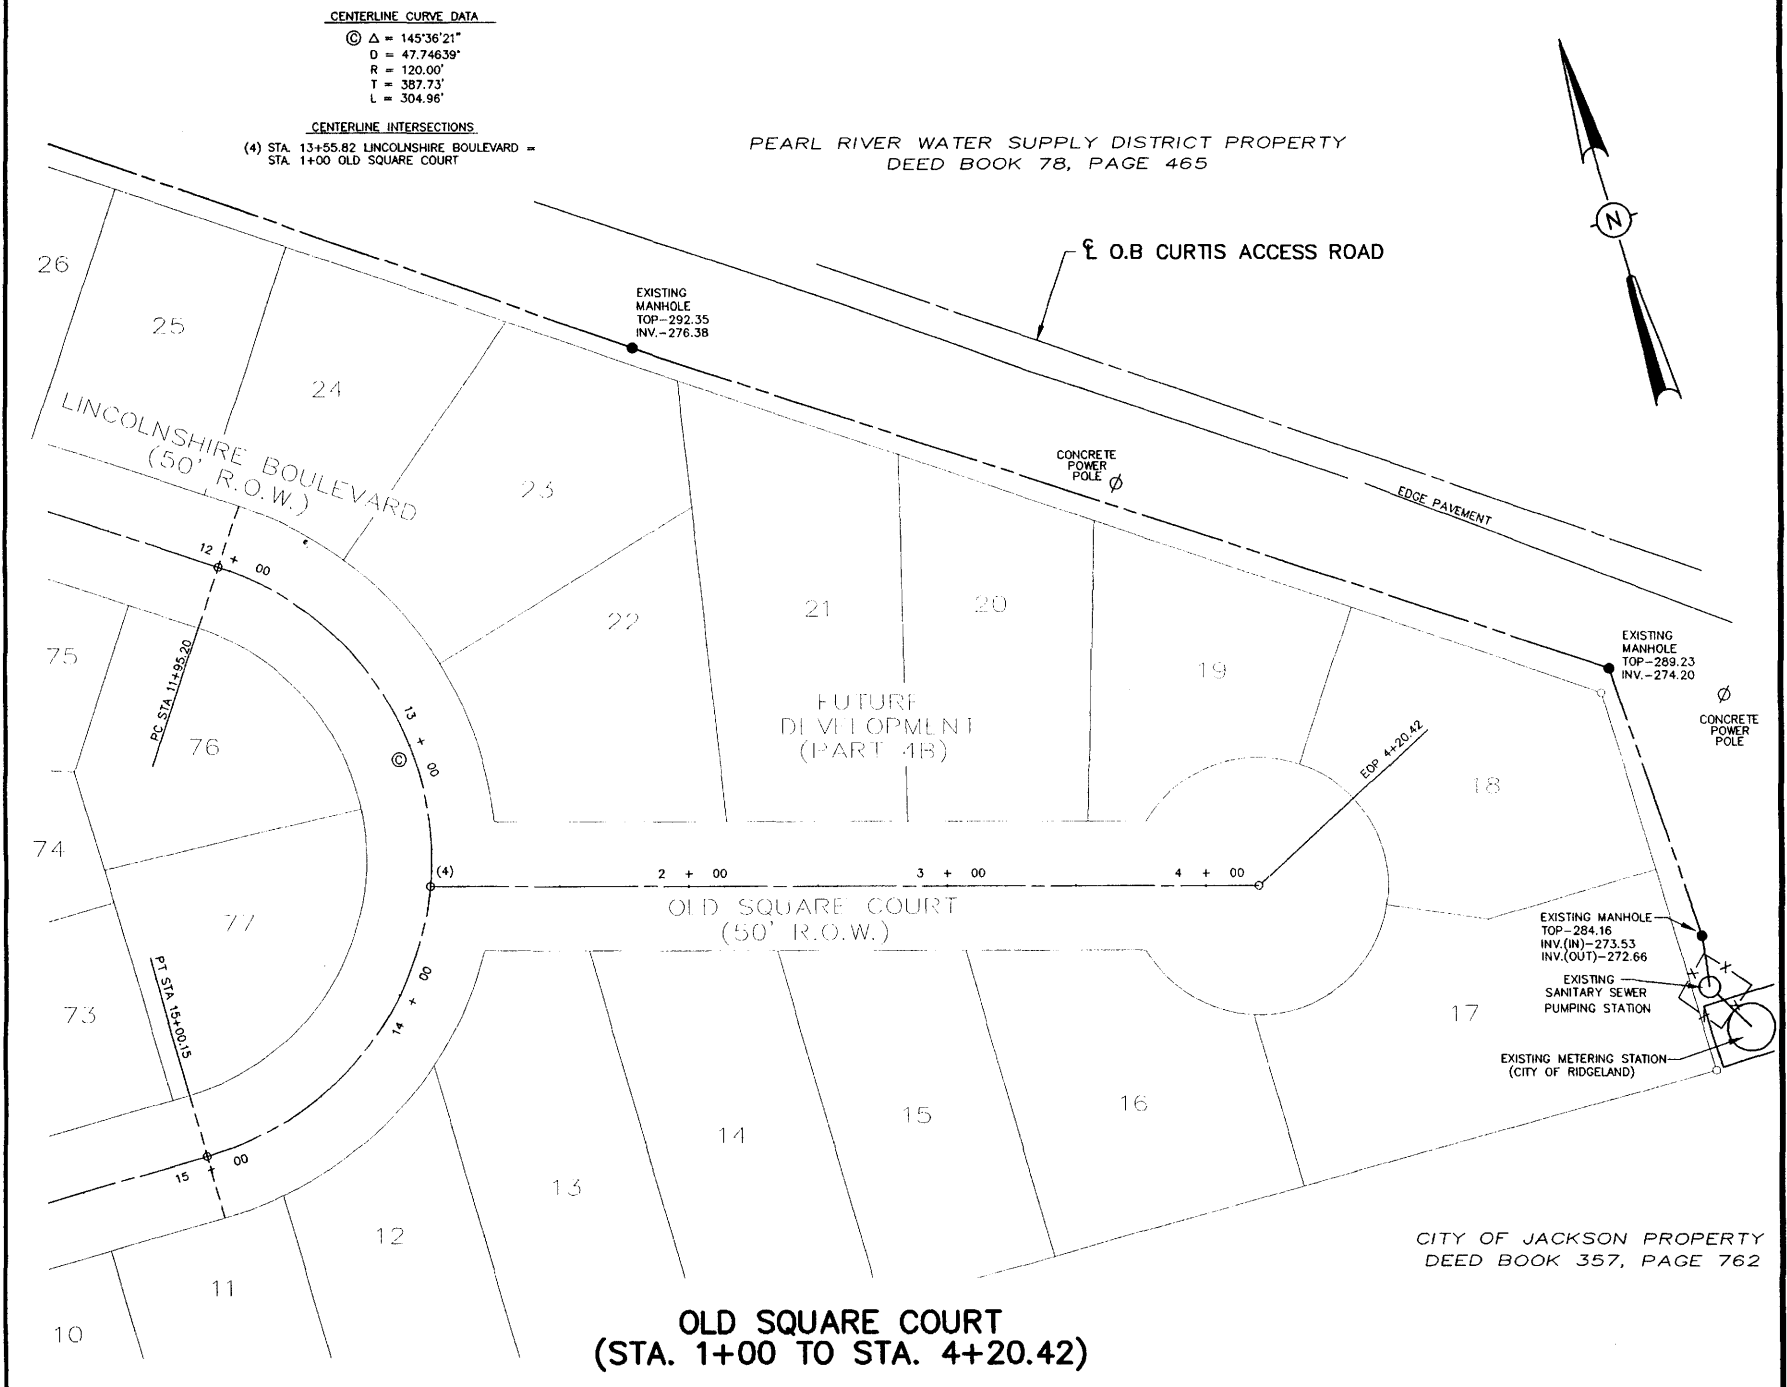 CENTERLINE CURVE DATA
Ⓒ Δ = 145°36'21"
D = 47.74639°
R = 120.00'
T = 387.73'
L = 304.96'
CENTERLINE INTERSECTIONS
(4) STA. 13+55.82 LINCOLNSHIRE BOULEVARD =
STA. 1+00 OLD SQUARE COURT
PEARL RIVER WATER SUPPLY DISTRICT PROPERTY
DEED BOOK 78, PAGE 465
N
℄ O.B CURTIS ACCESS ROAD
26
25
24
23
22
21
20
19
18
EXISTING
MANHOLE
TOP-292.35
INV.-276.38
LINCOLNSHIRE BOULEVARD
(50' R.O.W.)
CONCRETE
POWER
POLE
EDGE PAVEMENT
12 + 00
75
PC STA 11+95.20
76
13 + 00
Ⓒ
FUTURE
DEVELOPMENT
(PART 4B)
EXISTING
MANHOLE
TOP-289.23
INV.-274.20
CONCRETE
POWER
POLE
EOP 4+20.42
74
77
73
(4)
2 + 00
3 + 00
4 + 00
OLD SQUARE COURT
(50' R.O.W.)
PT STA 15+00.15
14 + 00
15 + 00
EXISTING MANHOLE
TOP-284.16
INV.(IN)-273.53
INV.(OUT)-272.66
EXISTING
SANITARY SEWER
PUMPING STATION
EXISTING METERING STATION
(CITY OF RIDGELAND)
17
16
15
14
13
12
11
10
CITY OF JACKSON PROPERTY
DEED BOOK 357, PAGE 762
OLD SQUARE COURT
(STA. 1+00 TO STA. 4+20.42)